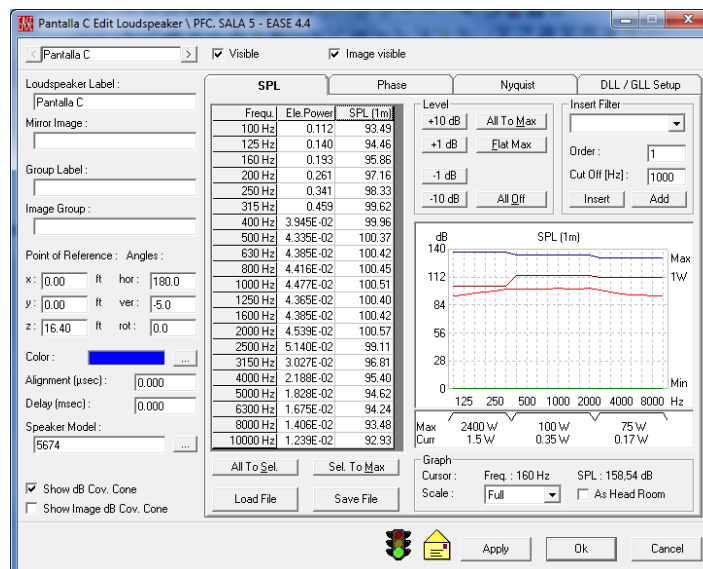 Pantalla C Edit Loudspeaker \ PFC. SALA 5 - EASE 4.4
< Pantalla C > Visible Image visible
Loudspeaker Label :
Pantalla C
Mirror Image :
Group Label :
Image Group :
Point of Reference : Angles :
x : 0.00 ft hor : 180.0
y : 0.00 ft ver : -5.0
z : 16.40 ft rot : 0.0
Color : ...
Alignment (µsec) : 0.000
Delay (msec) : 0.000
Speaker Model :
5674 ...
Show dB Cov. Cone
Show Image dB Cov. Cone
SPL Phase Nyquist DLL / GLL Setup
Frequ. Ele.Power SPL (1m)
100 Hz 0.112 93.49
125 Hz 0.140 94.46
160 Hz 0.193 95.86
200 Hz 0.261 97.16
250 Hz 0.341 98.33
315 Hz 0.459 99.62
400 Hz 3.945E-02 99.96
500 Hz 4.335E-02 100.37
630 Hz 4.385E-02 100.42
800 Hz 4.416E-02 100.45
1000 Hz 4.477E-02 100.51
1250 Hz 4.365E-02 100.40
1600 Hz 4.385E-02 100.42
2000 Hz 4.539E-02 100.57
2500 Hz 5.140E-02 99.11
3150 Hz 3.027E-02 96.81
4000 Hz 2.188E-02 95.40
5000 Hz 1.828E-02 94.62
6300 Hz 1.675E-02 94.24
8000 Hz 1.406E-02 93.48
10000 Hz 1.239E-02 92.93
All To Sel. Sel. To Max
Load File Save File
Level
+10 dB All To Max
+1 dB Flat Max
-1 dB
-10 dB All Off
Insert Filter
Order : 1
Cut Off [Hz] : 1000
Insert Add
dB SPL (1m)
140
112
84
56
28
0
Max
1W
Min
125 250 500 1000 2000 4000 8000 Hz
Max 2400 W 100 W 75 W
Curr 1.5 W 0.35 W 0.17 W
Graph
Cursor : Freq. : 160 Hz SPL : 158,54 dB
Scale : Full As Head Room
Apply Ok Cancel